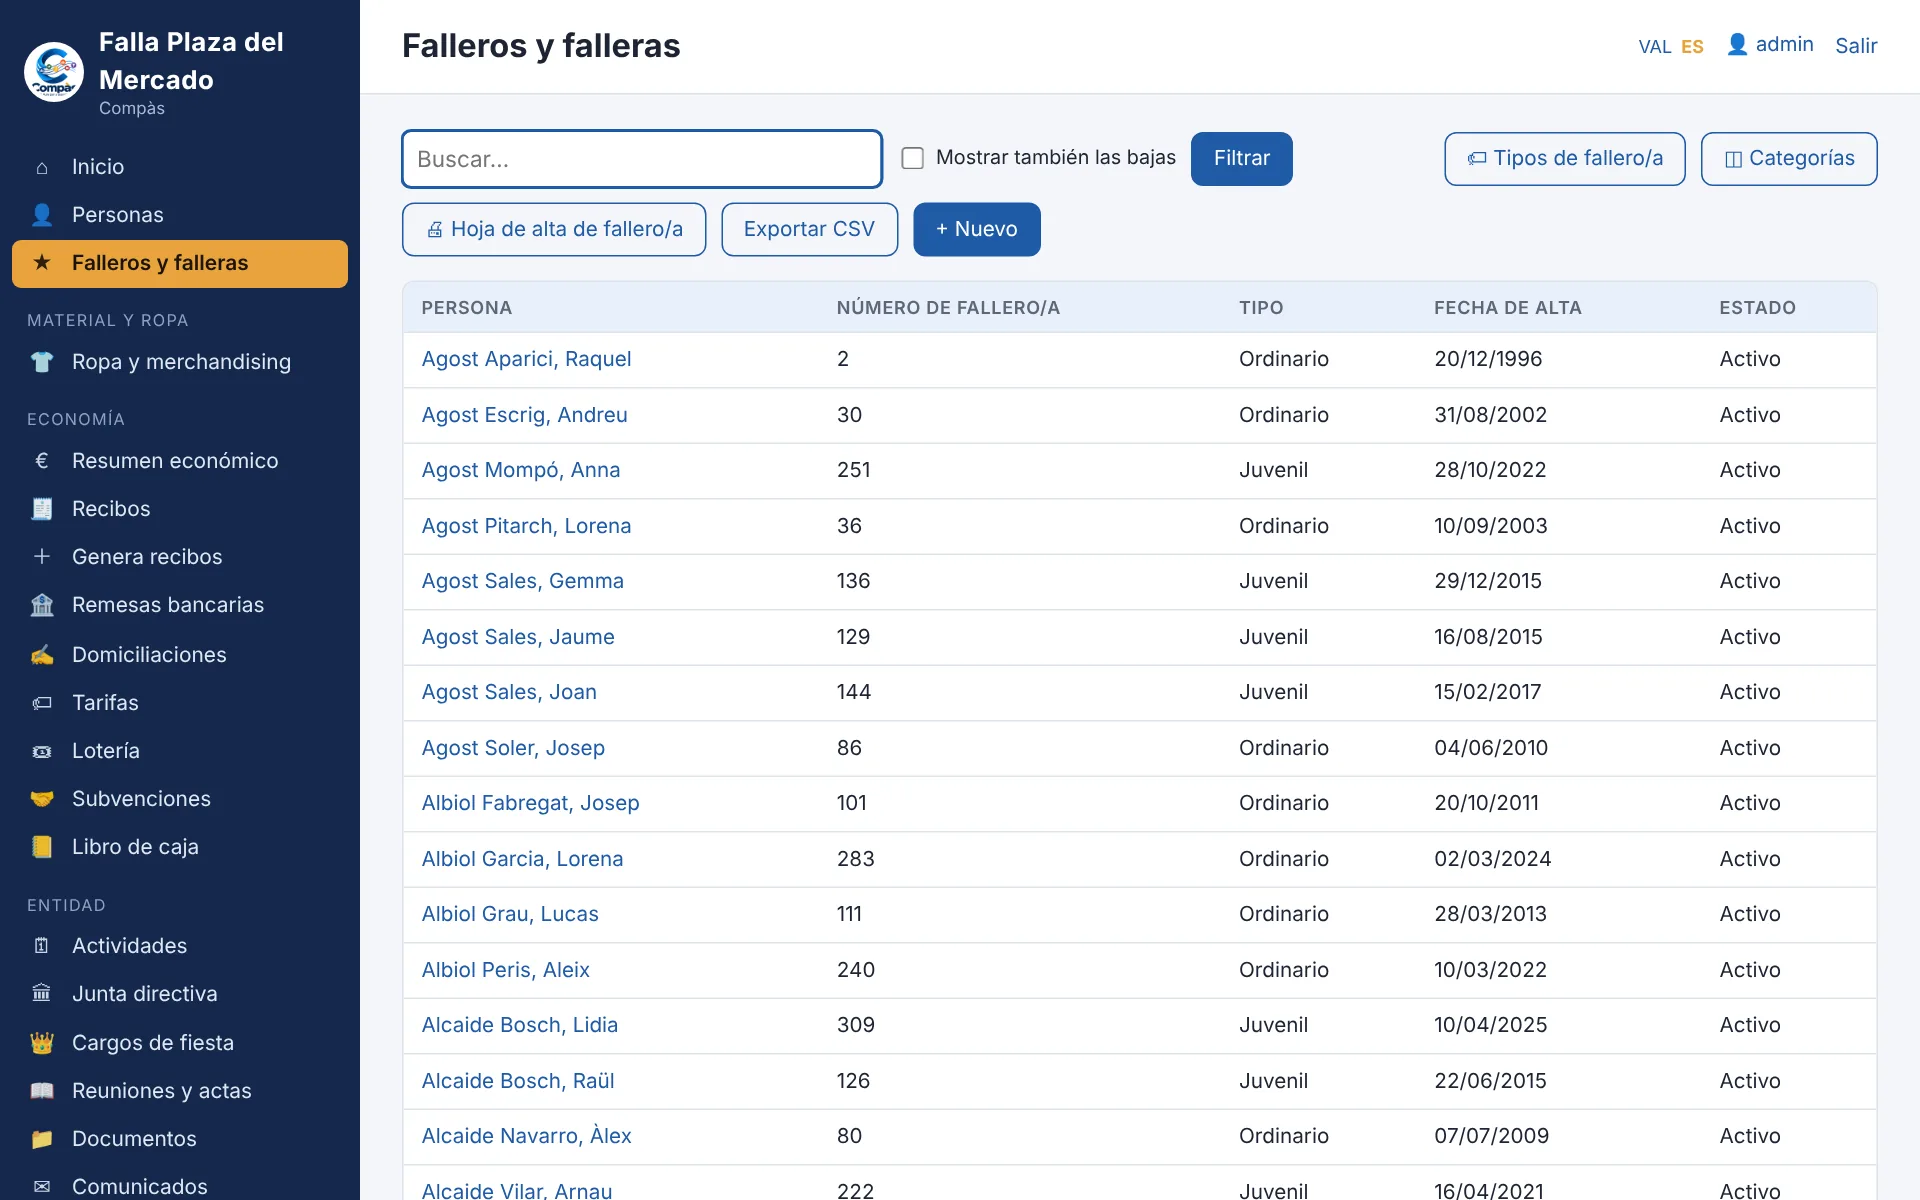 Falla Plaza del
Mercado
Compàs
Compàs
Inicio
Personas
Falleros y falleras
MATERIAL Y ROPA
Ropa y merchandising
ECONOMÍA
Resumen económico
Recibos
Genera recibos
Remesas bancarias
Domiciliaciones
Tarifas
Lotería
Subvenciones
Libro de caja
ENTIDAD
Actividades
Junta directiva
Cargos de fiesta
Reuniones y actas
Documentos
Comunicados
Falleros y falleras
VAL ES admin Salir
Buscar... Mostrar también las bajas Filtrar Tipos de fallero/a Categorías
Hoja de alta de fallero/a Exportar CSV + Nuevo
PERSONA NÚMERO DE FALLERO/A TIPO FECHA DE ALTA ESTADO
Agost Aparici, Raquel 2 Ordinario 20/12/1996 Activo
Agost Escrig, Andreu 30 Ordinario 31/08/2002 Activo
Agost Mompó, Anna 251 Juvenil 28/10/2022 Activo
Agost Pitarch, Lorena 36 Ordinario 10/09/2003 Activo
Agost Sales, Gemma 136 Juvenil 29/12/2015 Activo
Agost Sales, Jaume 129 Juvenil 16/08/2015 Activo
Agost Sales, Joan 144 Juvenil 15/02/2017 Activo
Agost Soler, Josep 86 Ordinario 04/06/2010 Activo
Albiol Fabregat, Josep 101 Ordinario 20/10/2011 Activo
Albiol Garcia, Lorena 283 Ordinario 02/03/2024 Activo
Albiol Grau, Lucas 111 Ordinario 28/03/2013 Activo
Albiol Peris, Aleix 240 Ordinario 10/03/2022 Activo
Alcaide Bosch, Lidia 309 Juvenil 10/04/2025 Activo
Alcaide Bosch, Raül 126 Juvenil 22/06/2015 Activo
Alcaide Navarro, Àlex 80 Ordinario 07/07/2009 Activo
Alcaide Vilar, Arnau 222 Juvenil 16/04/2021 Activo